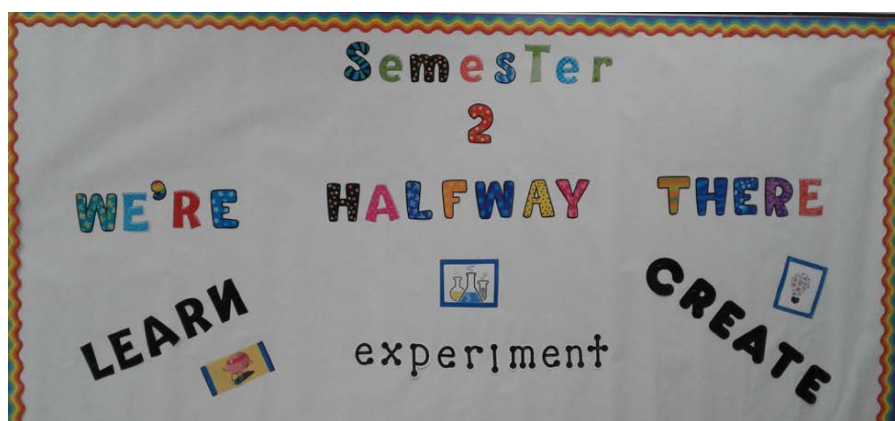 SemesTer
2
WE'RE HALFWAY THERE
LEARN
experiment
CREATE